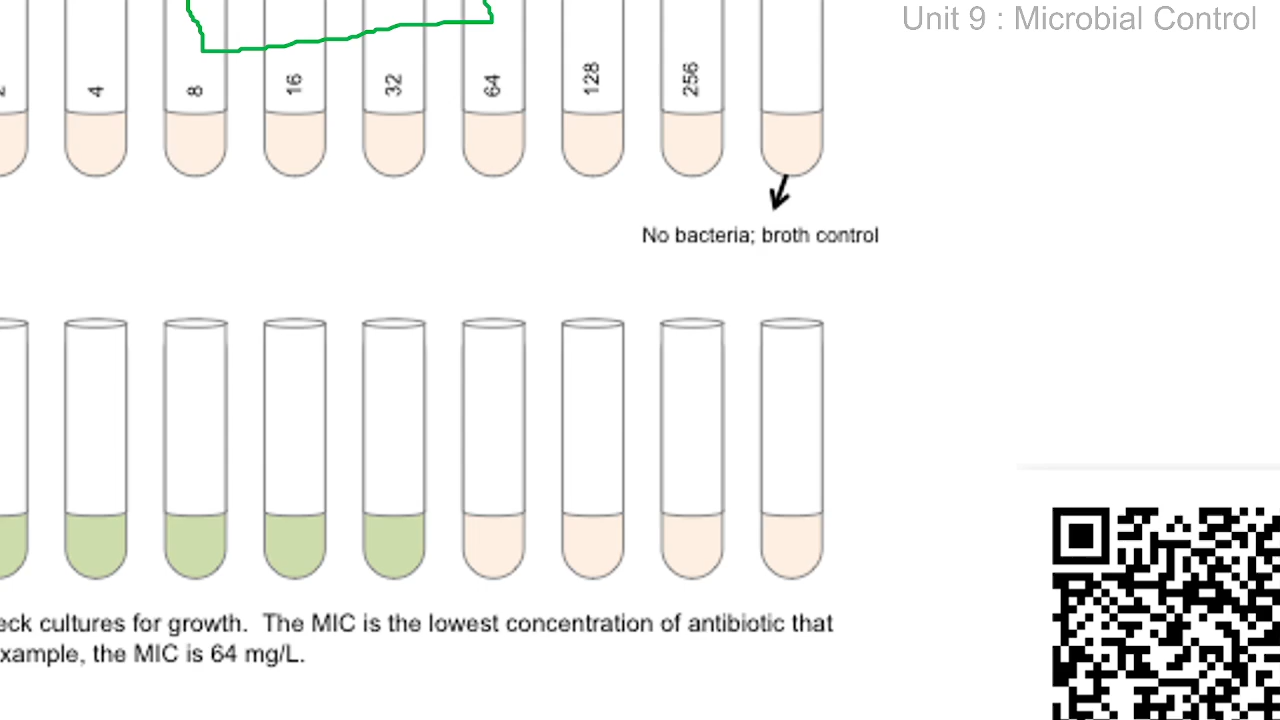 Unit 9 : Microbial Control
4 8 16 32 64 128 256
No bacteria; broth control
eck cultures for growth. The MIC is the lowest concentration of antibiotic that
xample, the MIC is 64 mg/L.